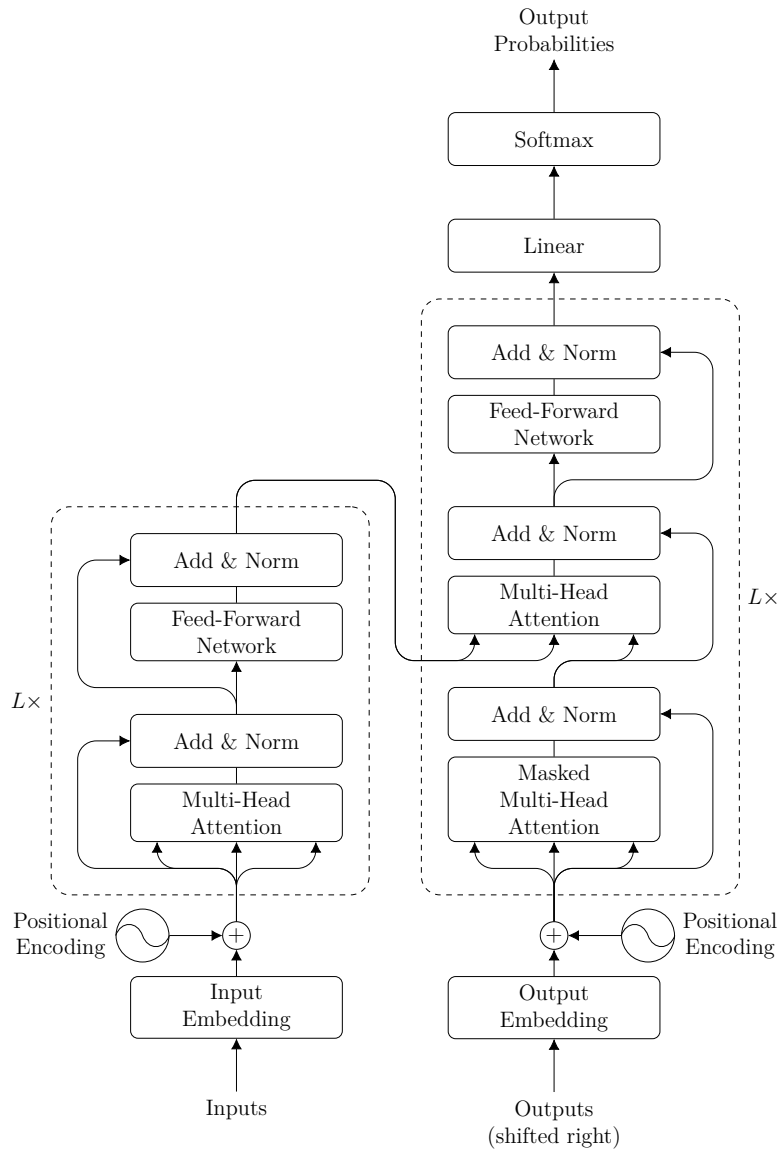 Output
Probabilities
Softmax
Linear
Add & Norm
Feed-Forward
Network
Add & Norm
Multi-Head
Attention
L×
Add & Norm
Masked
Multi-Head
Attention
Positional
Encoding
+
Output
Embedding
Outputs
(shifted right)
Add & Norm
Feed-Forward
Network
L×
Add & Norm
Multi-Head
Attention
Positional
Encoding
+
Input
Embedding
Inputs